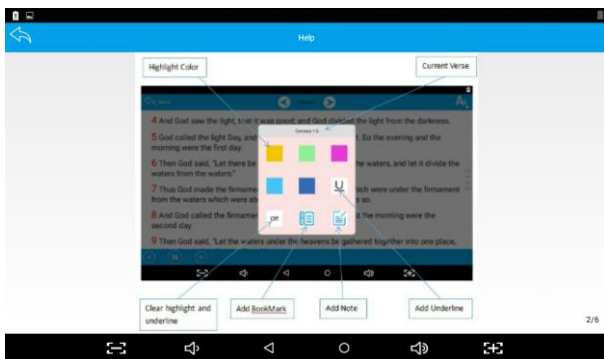 Help
Highlight Color
Current Verse
4 And God saw the light, that it was good; and God divided the light from the darkness.
Genesis 1:5
5 God called the light Day, and
. So the evening and the
morning were the first day.
6 Then God said, "Let there be
the waters, and let it divide the
waters from the waters."
7 Thus God made the firmame
hich were under the firmament
from the waters which were ab
s so.
8 And God called the firmamen
the morning were the
second day.
9 Then God said, "Let the waters under the heavens be gathered together into one place,
U
Off
Clear highlight and
underline
Add BookMark
Add Note
Add Underline
2/6